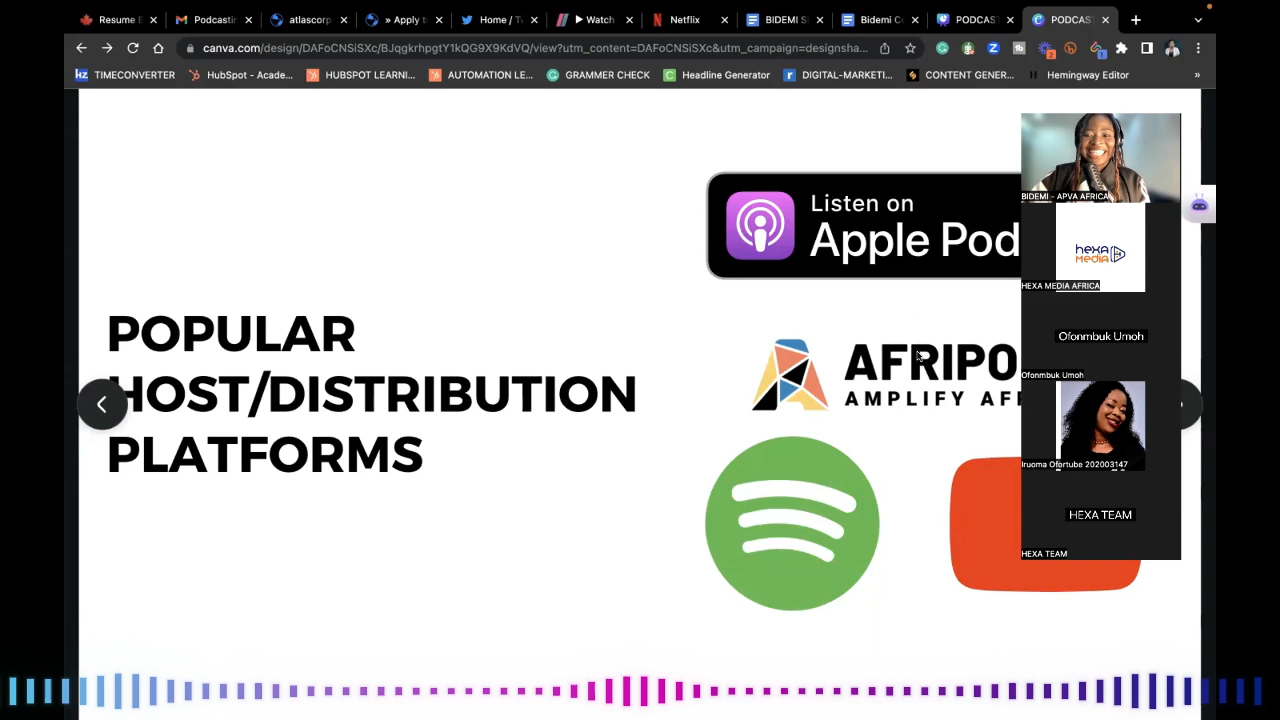 Resume B
Podcastin
atlascorp
» Apply t
Home / T
▶ Watch
Netflix
BIDEMI S
Bidemi C
PODCAS
PODCAST
canva.com/design/DAFoCNSiSXc/BJqgkrhpgtY1kQG9X9KdVQ/view?utm_content=DAFoCNSiSXc&utm_campaign=designsha...
TIMECONVERTER
HubSpot - Acade...
HUBSPOT LEARNI...
AUTOMATION LE...
GRAMMER CHECK
Headline Generator
DIGITAL-MARKETI...
CONTENT GENER...
Hemingway Editor
»
Listen on
Apple Pod
BIDEMI - APVA AFRICA
hexa
MEDIA
HEXA MEDIA AFRICA
Ofonmbuk Umoh
Ofonmbuk Umoh
POPULAR
HOST/DISTRIBUTION
PLATFORMS
AFRIPO
AMPLIFY AF
Iruoma Ofortube 202003147
HEXA TEAM
HEXA TEAM